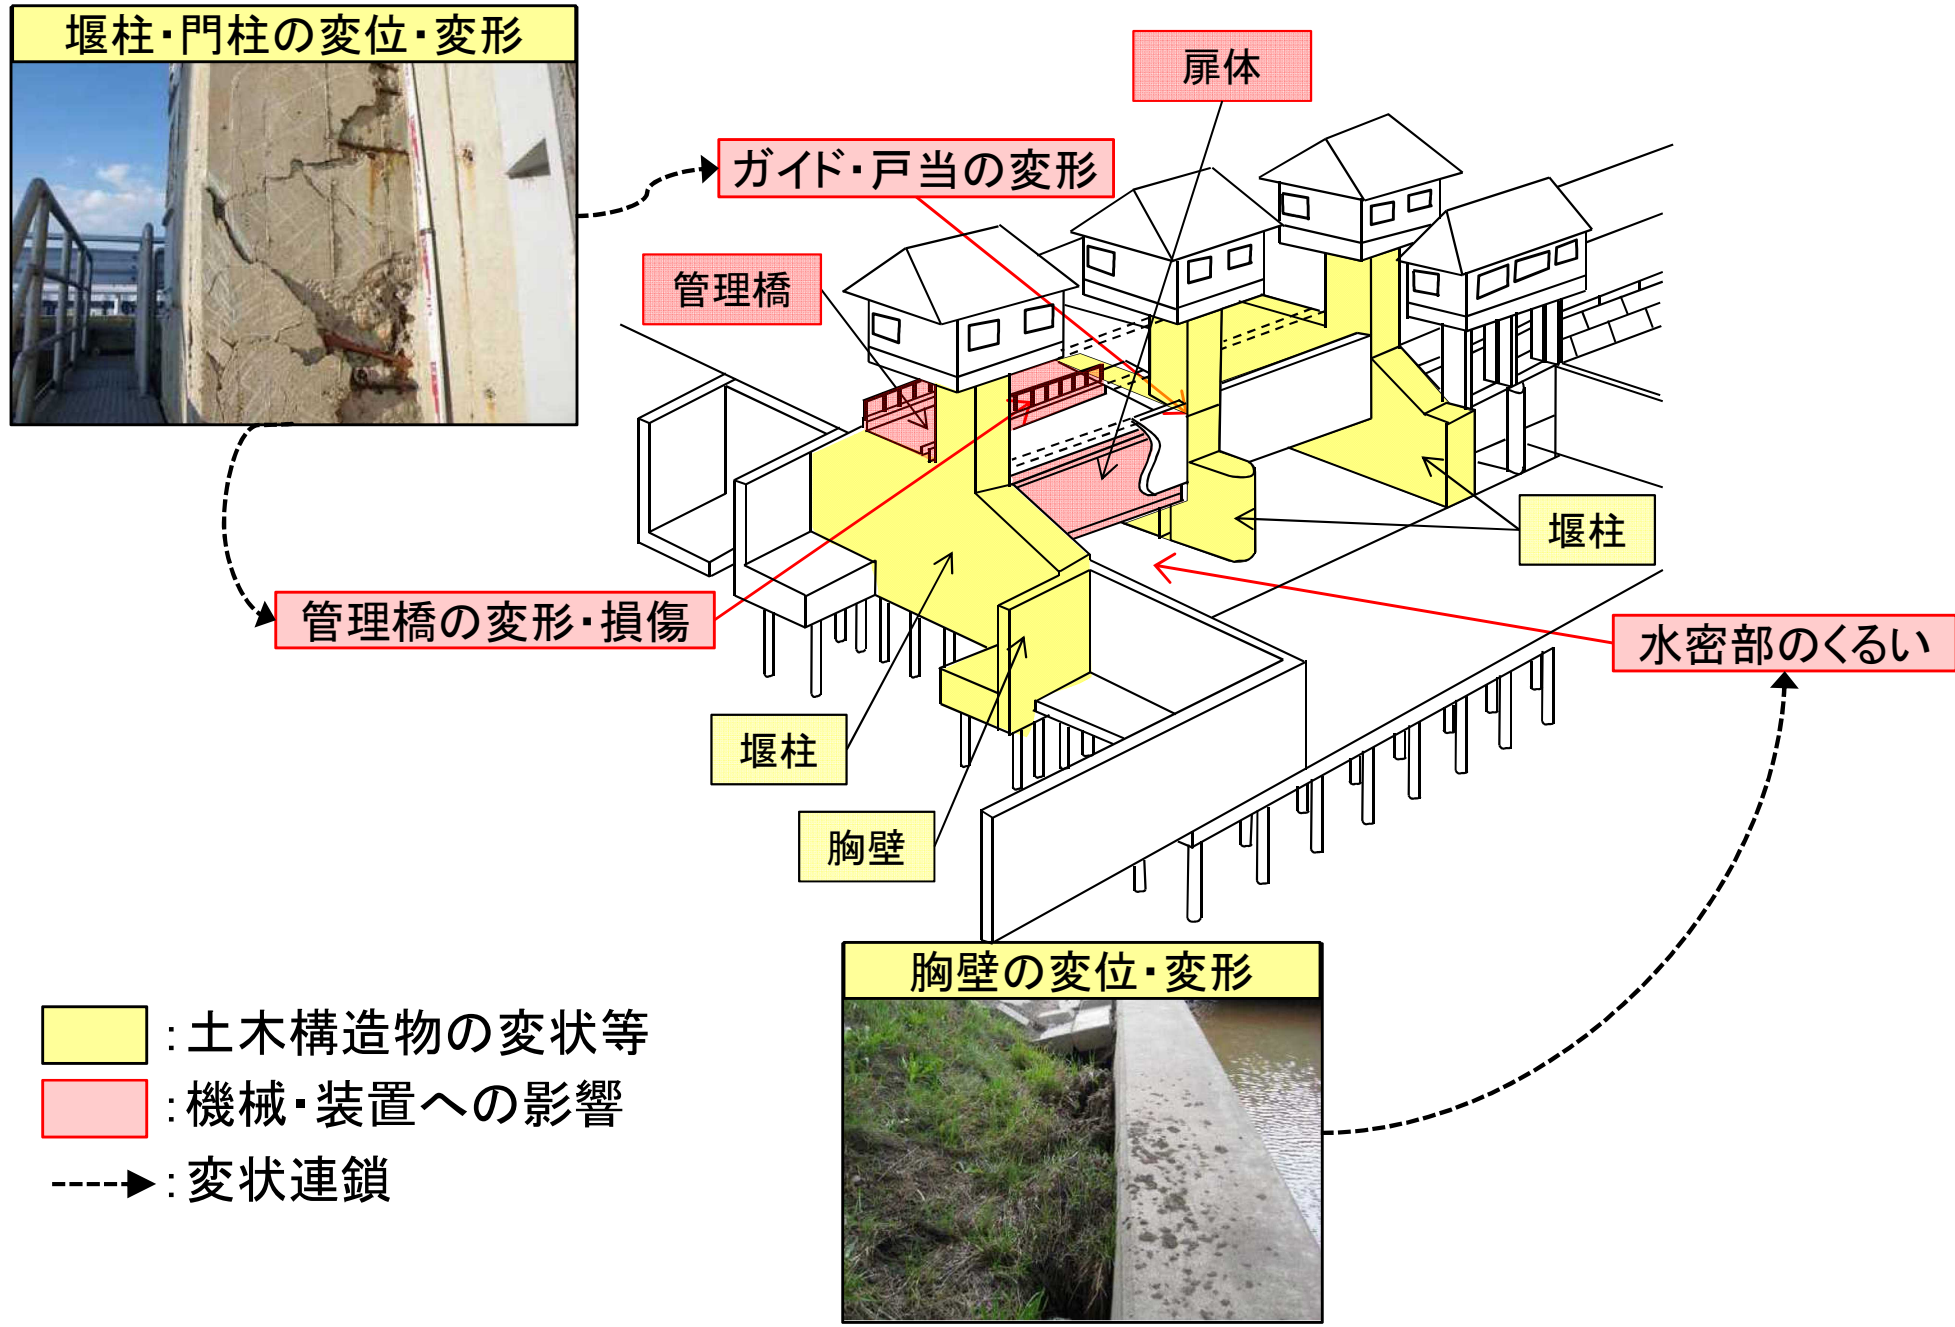 堰柱・門柱の変位・変形
扉体
ガイド・戸当の変形
管理橋
堰柱
管理橋の変形・損傷
水密部のくるい
堰柱
胸壁
胸壁の変位・変形
：土木構造物の変状等
：機械・装置への影響
：変状連鎖